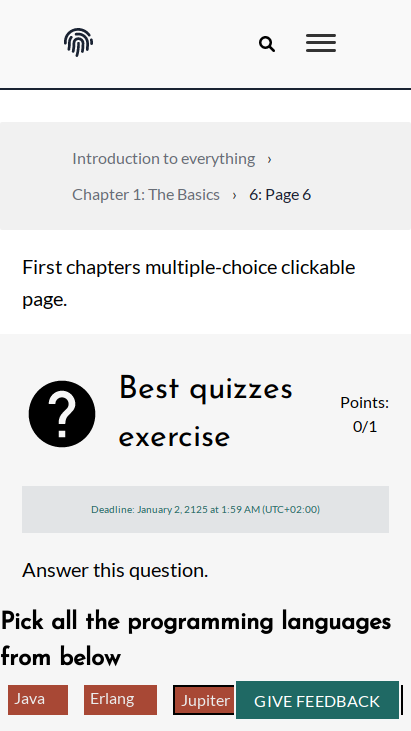 Introduction to everything ›
Chapter 1: The Basics › 6: Page 6
First chapters multiple-choice clickable
page.
Best quizzes
exercise
Points:
0/1
Deadline: January 2, 2125 at 1:59 AM (UTC+02:00)
Answer this question.
Pick all the programming languages
from below
Java Erlang Jupiter GIVE FEEDBACK